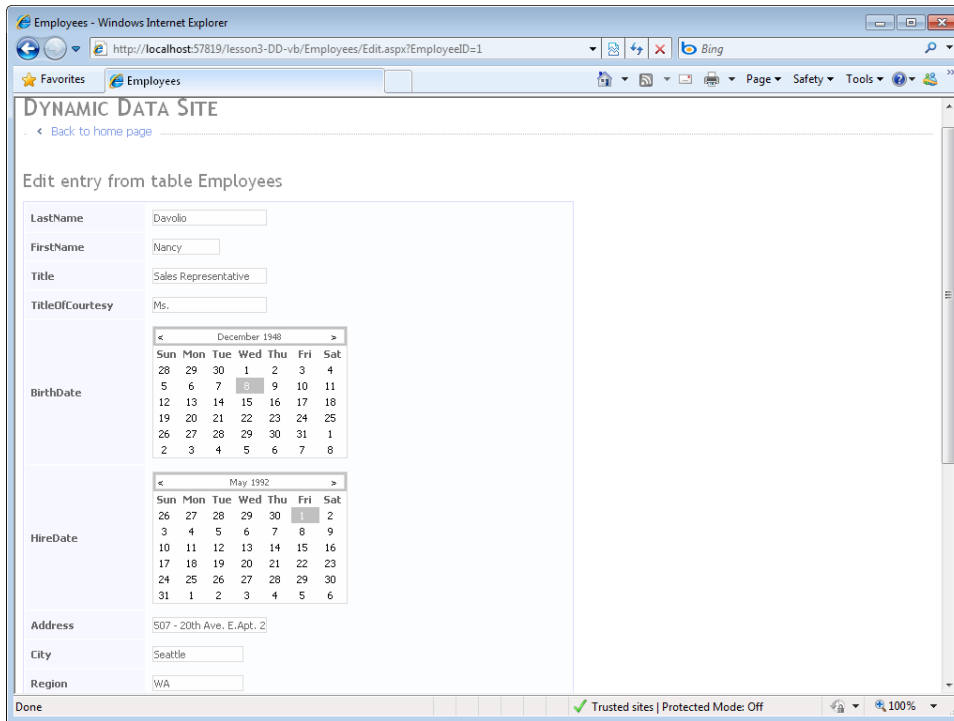 Employees - Windows Internet Explorer
http://localhost:57819/lesson3-DD-vb/Employees/Edit.aspx?EmployeeID=1
Bing
Favorites
Employees
Page
Safety
Tools
DYNAMIC DATA SITE
< Back to home page
Edit entry from table Employees
LastName Davolio
FirstName Nancy
Title Sales Representative
TitleOfCourtesy Ms.
BirthDate
< December 1948 >
Sun Mon Tue Wed Thu Fri Sat
28 29 30 1 2 3 4
5 6 7 8 9 10 11
12 13 14 15 16 17 18
19 20 21 22 23 24 25
26 27 28 29 30 31 1
2 3 4 5 6 7 8
HireDate
< May 1992 >
Sun Mon Tue Wed Thu Fri Sat
26 27 28 29 30 1 2
3 4 5 6 7 8 9
10 11 12 13 14 15 16
17 18 19 20 21 22 23
24 25 26 27 28 29 30
31 1 2 3 4 5 6
Address 507 - 20th Ave. E.Apt. 2
City Seattle
Region WA
Done
Trusted sites | Protected Mode: Off
100%